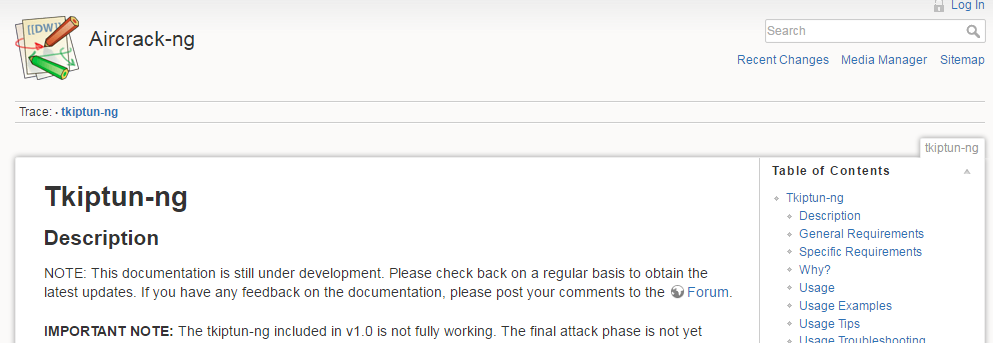 Log In
[[DW]]
Aircrack-ng
Search
Recent Changes Media Manager Sitemap
Trace: • tkiptun-ng
tkiptun-ng
Tkiptun-ng
Description
NOTE: This documentation is still under development. Please check back on a regular basis to obtain the
latest updates. If you have any feedback on the documentation, please post your comments to the Forum.
IMPORTANT NOTE: The tkiptun-ng included in v1.0 is not fully working. The final attack phase is not yet
Table of Contents
Tkiptun-ng
Description
General Requirements
Specific Requirements
Why?
Usage
Usage Examples
Usage Tips
Usage Troubleshooting